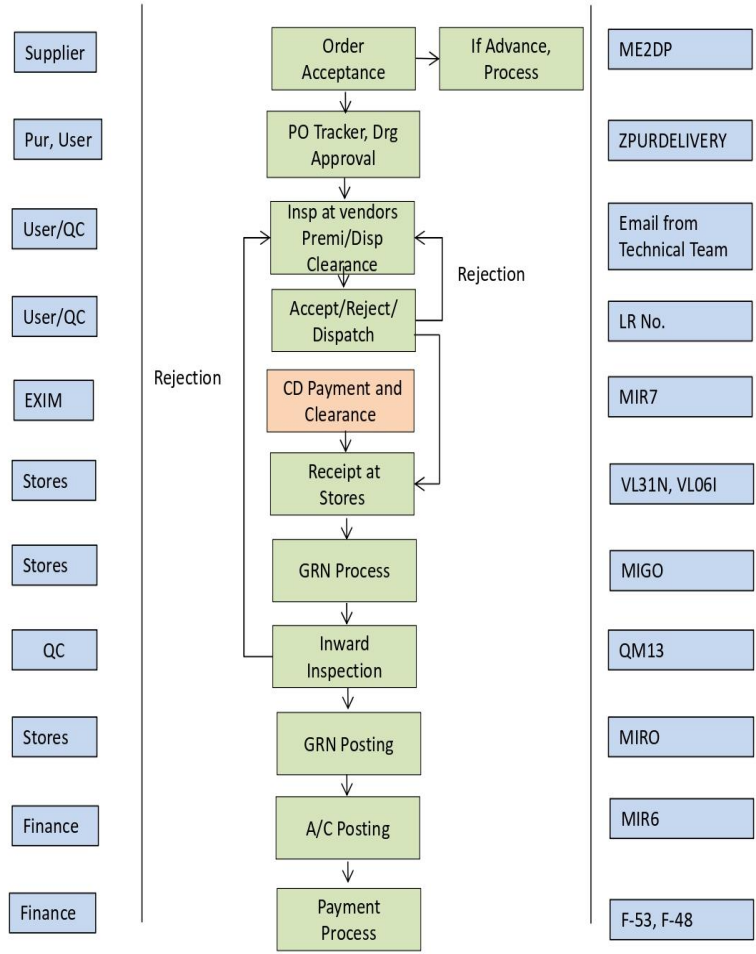 Supplier
Order
Acceptance
If Advance,
Process
ME2DP
Pur, User
PO Tracker, Drg
Approval
ZPURDELIVERY
User/QC
Insp at vendors
Premi/Disp
Clearance
Email from
Technical Team
Rejection
User/QC
Accept/Reject/
Dispatch
LR No.
Rejection
EXIM
CD Payment and
Clearance
MIR7
Stores
Receipt at
Stores
VL31N, VL06I
Stores
GRN Process
MIGO
QC
Inward
Inspection
QM13
Stores
GRN Posting
MIRO
Finance
A/C Posting
MIR6
Finance
Payment
Process
F-53, F-48